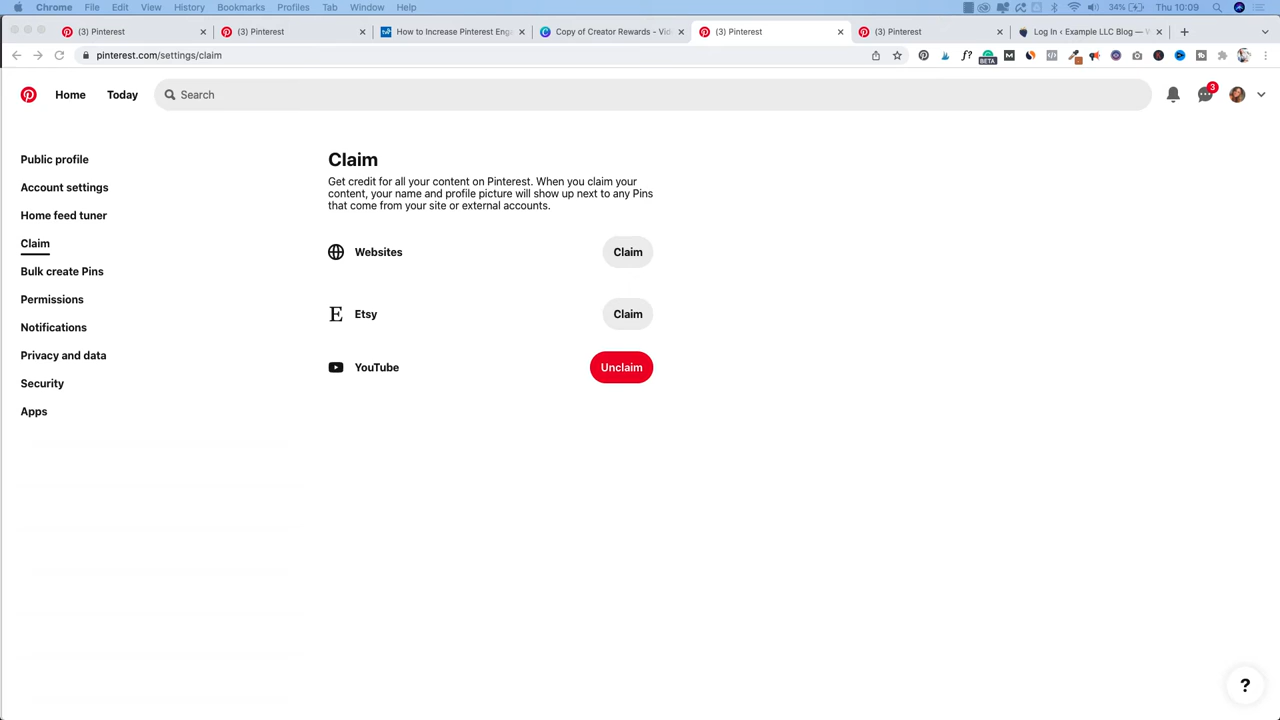 Chrome File Edit View History Bookmarks Profiles Tab Window Help 34% Thu 10:09
(3) Pinterest (3) Pinterest How to Increase Pinterest Eng Copy of Creator Rewards - Vid (3) Pinterest (3) Pinterest Log In ‹ Example LLC Blog —
pinterest.com/settings/claim f? BETA
Home Today Search 3
Public profile
Account settings
Home feed tuner
Claim
Bulk create Pins
Permissions
Notifications
Privacy and data
Security
Apps
Claim
Get credit for all your content on Pinterest. When you claim your
content, your name and profile picture will show up next to any Pins
that come from your site or external accounts.
Websites Claim
E Etsy Claim
YouTube Unclaim
?